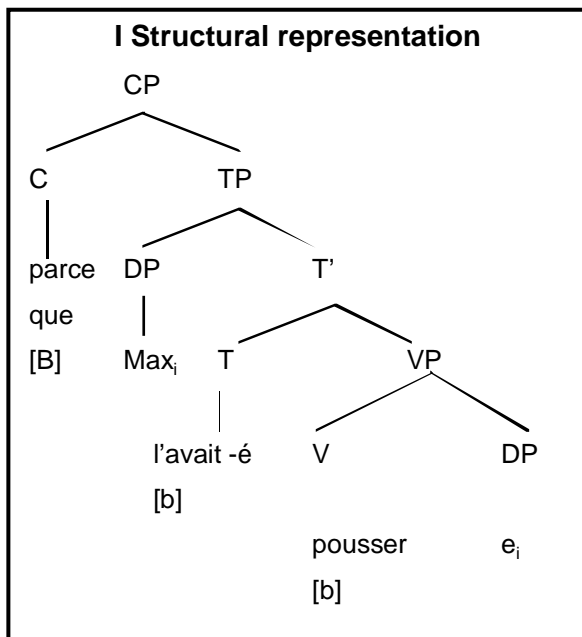 I Structural representation
CP
C TP
parce DP T’
que
[B] Maxi T VP
l’avait -é V DP
[b]
pousser ei
[b]